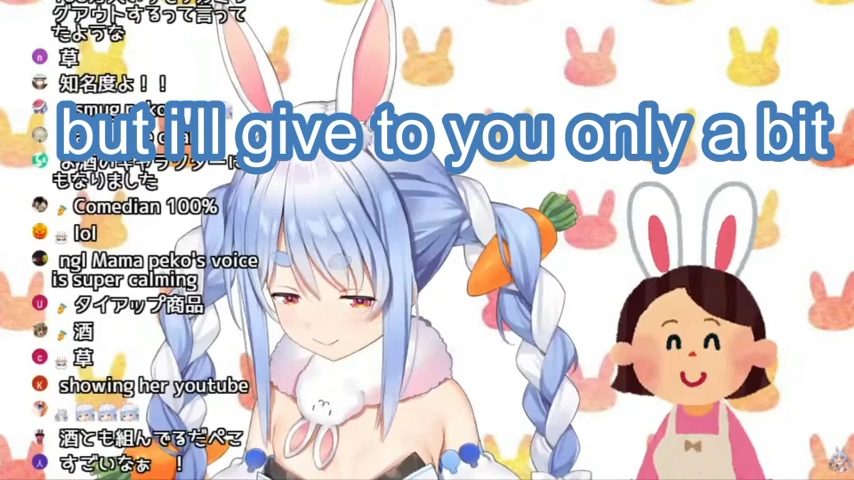 グアウトするって言って
たような
草
知名度よ！！
smug peko
but i'll give to you only a bit
もなりました
Comedian 100%
lol
ngl Mama peko's voice
is super calming
タイアップ商品
酒
草
showing her youtube
酒とも組んでるだぺこ
すごいなぁ　！